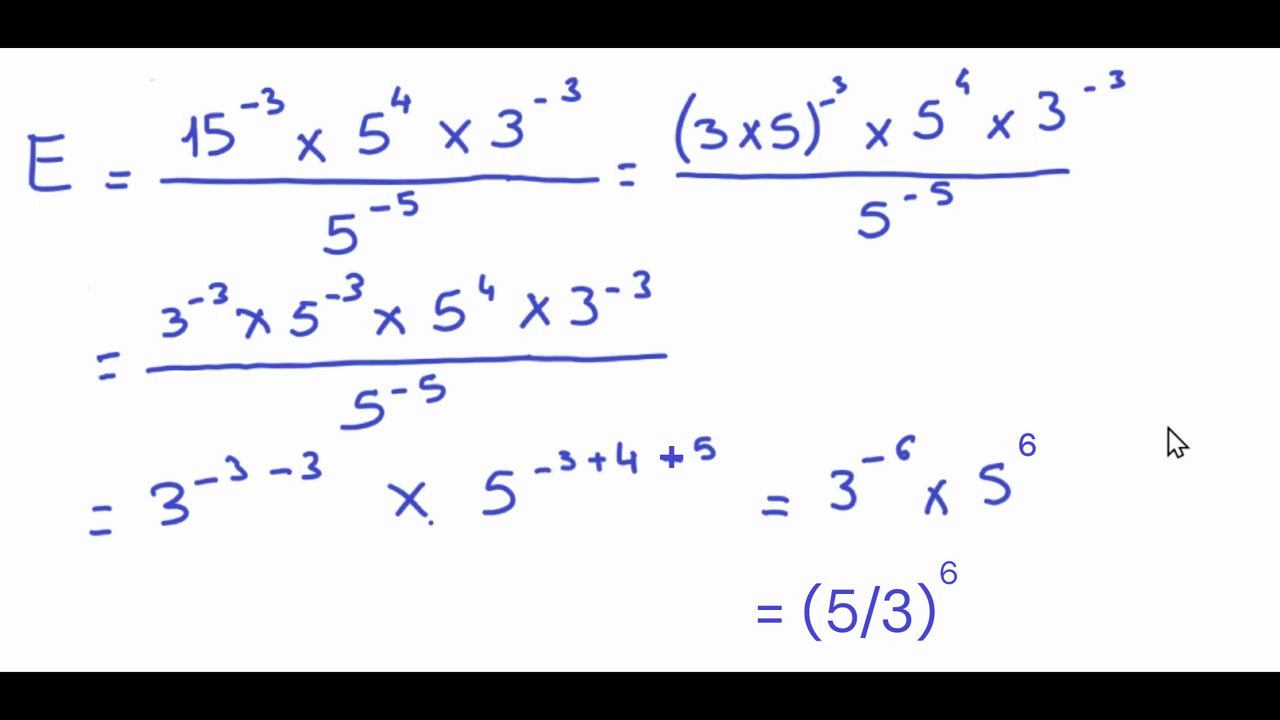 E = (15^-3 × 5^4 × 3^-3) / 5^-5 = ((3×5)^-3 × 5^4 × 3^-3) / 5^-5
= (3^-3 × 5^-3 × 5^4 × 3^-3) / 5^-5
= 3^-3-3 × 5^-3+4+5 = 3^-6 × 5^6
= (5/3)^6